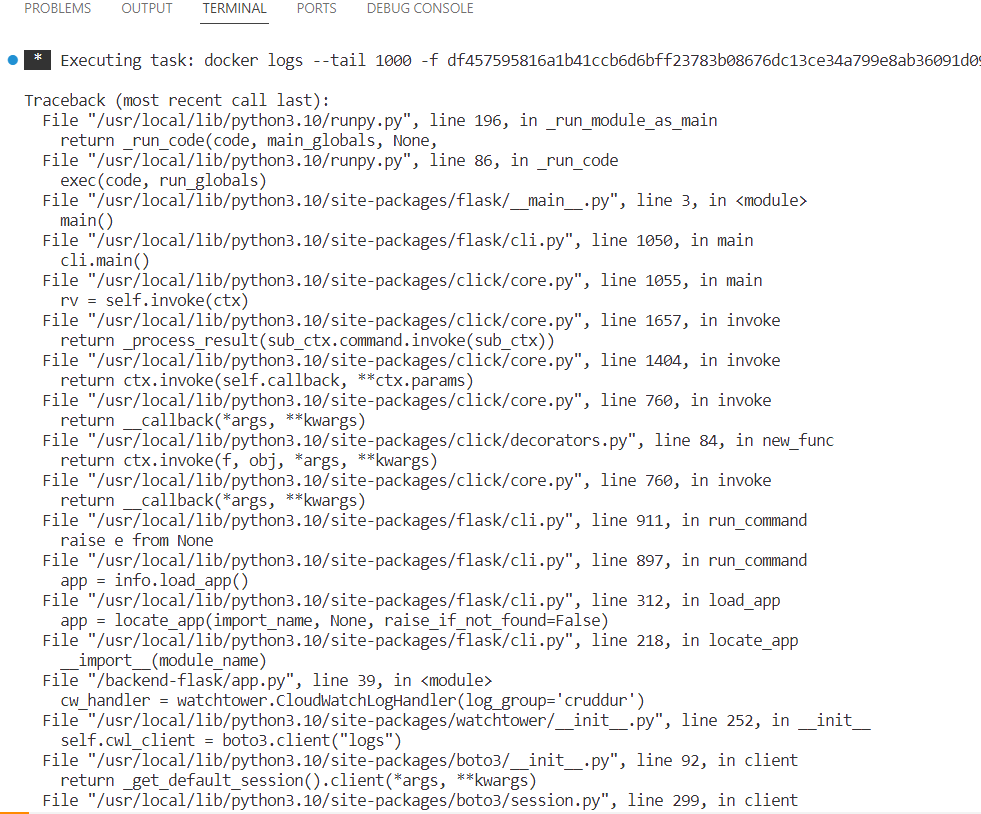 PROBLEMS OUTPUT TERMINAL PORTS DEBUG CONSOLE
* Executing task: docker logs --tail 1000 -f df457595816a1b41ccb6d6bff23783b08676dc13ce34a799e8ab36091d09
Traceback (most recent call last):
  File "/usr/local/lib/python3.10/runpy.py", line 196, in _run_module_as_main
    return _run_code(code, main_globals, None,
  File "/usr/local/lib/python3.10/runpy.py", line 86, in _run_code
    exec(code, run_globals)
  File "/usr/local/lib/python3.10/site-packages/flask/__main__.py", line 3, in <module>
    main()
  File "/usr/local/lib/python3.10/site-packages/flask/cli.py", line 1050, in main
    cli.main()
  File "/usr/local/lib/python3.10/site-packages/click/core.py", line 1055, in main
    rv = self.invoke(ctx)
  File "/usr/local/lib/python3.10/site-packages/click/core.py", line 1657, in invoke
    return _process_result(sub_ctx.command.invoke(sub_ctx))
  File "/usr/local/lib/python3.10/site-packages/click/core.py", line 1404, in invoke
    return ctx.invoke(self.callback, **ctx.params)
  File "/usr/local/lib/python3.10/site-packages/click/core.py", line 760, in invoke
    return __callback(*args, **kwargs)
  File "/usr/local/lib/python3.10/site-packages/click/decorators.py", line 84, in new_func
    return ctx.invoke(f, obj, *args, **kwargs)
  File "/usr/local/lib/python3.10/site-packages/click/core.py", line 760, in invoke
    return __callback(*args, **kwargs)
  File "/usr/local/lib/python3.10/site-packages/flask/cli.py", line 911, in run_command
    raise e from None
  File "/usr/local/lib/python3.10/site-packages/flask/cli.py", line 897, in run_command
    app = info.load_app()
  File "/usr/local/lib/python3.10/site-packages/flask/cli.py", line 312, in load_app
    app = locate_app(import_name, None, raise_if_not_found=False)
  File "/usr/local/lib/python3.10/site-packages/flask/cli.py", line 218, in locate_app
    __import__(module_name)
  File "/backend-flask/app.py", line 39, in <module>
    cw_handler = watchtower.CloudWatchLogHandler(log_group='cruddur')
  File "/usr/local/lib/python3.10/site-packages/watchtower/__init__.py", line 252, in __init__
    self.cwl_client = boto3.client("logs")
  File "/usr/local/lib/python3.10/site-packages/boto3/__init__.py", line 92, in client
    return _get_default_session().client(*args, **kwargs)
  File "/usr/local/lib/python3.10/site-packages/boto3/session.py", line 299, in client